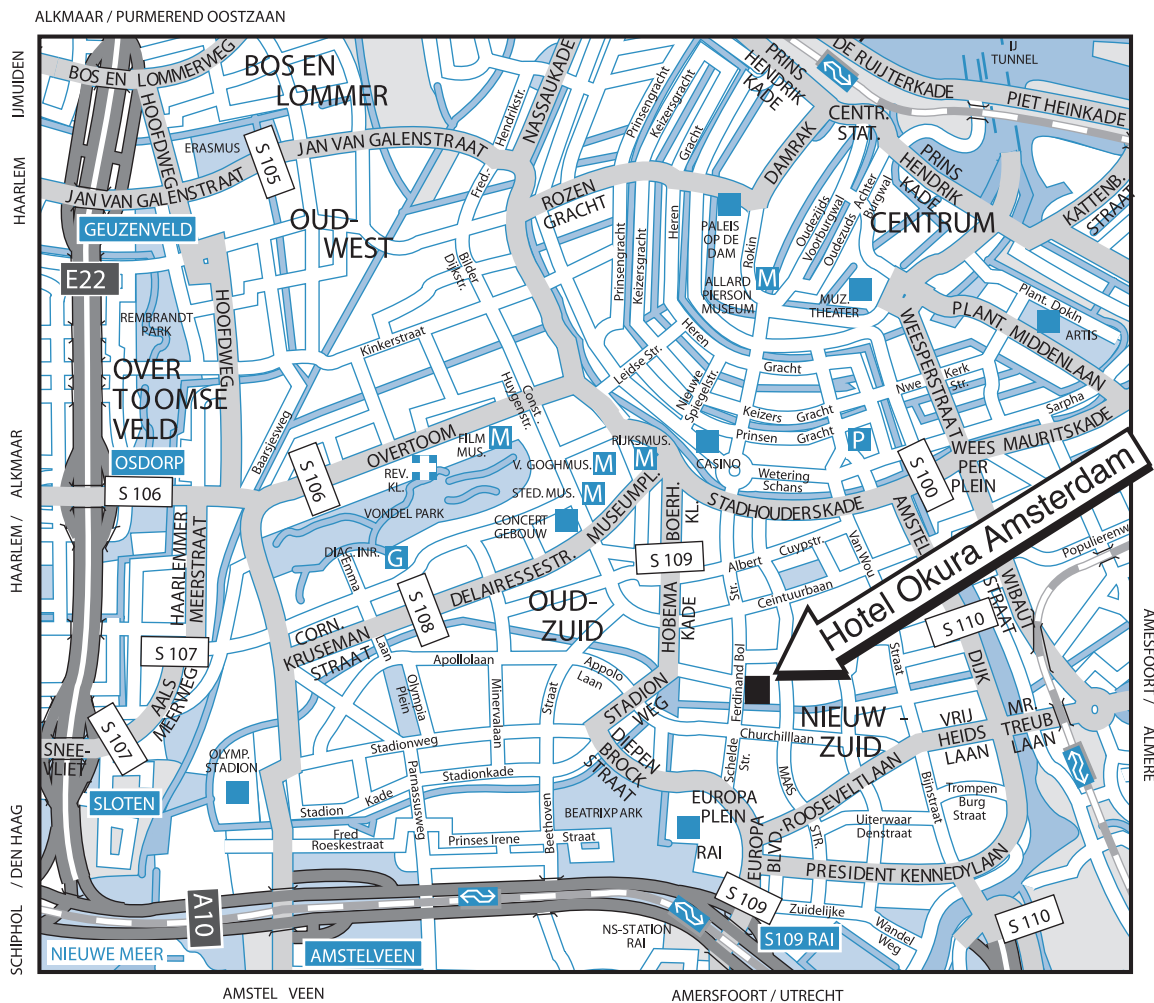 ALKMAAR / PURMEREND OOSTZAAN
IJMUIDEN
HAARLEM
HAARLEM / ALKMAAR
SCHIPHOL / DEN HAAG
BOS EN LOMMERWEG
BOS EN
LOMMER
HOOFDWEG
ERASMUS
S 105
JAN VAN GALENSTRAAT
JAN VAN GALENSTRAAT
GEUZENVELD
E22
OUD-
WEST
Hendrikstr.
Fred.-
NASSAUKADE
ROZEN
GRACHT
Bilder
Dijkstr.
Prinsengracht
Keizersgracht
Gracht
Heren
Prinsengracht
Keizersgracht
PRINS
HENDRIK
KADE
DE RUIJTERKADE
IJ
TUNNEL
PIET HEINKADE
CENTR.
STAT.
DAMRAK
PRINS
HENDRIK
KADE
KATTENB.
STRAAT
CENTRUM
PALEIS
OP DE
DAM
Rokin
Oudezijds
Voorburgwal
Oudezuds Achter
Burgwal
ALLARD
PIERSON
MUSEUM
M
MUZ.
THEATER
Plant. Dokln
ARTIS
PLANT. MIDDENLAAN
WEESPERSTRAAT
REMBRANDT
PARK
HOOFDWEG
Kinkerstraat
OVER
TOOMSE
VELD
OSDORP
Baarsjesweg
S 106
S 106
OVERTOOM
Const.
Huygenstr.
Leidse Str.
Heren
Gracht
Nieuwe
Spiegelstr.
Keizers Gracht
Prinsen Gracht
Nwe Kerk
Str.
Sarpha
MAURITSKADE
WEES
PER
PLEIN
P
FILM
MUS.
M
REV.
KL.
VONDEL PARK
V. GOGHMUS.
M
RIJKSMUS.
M
STED. MUS.
M
CONCERT
GEBOUW
CASINO
Wetering
Schans
STADHOUDERSKADE
S 100
DIAC. INR.
G
Emma
HAARLEMMER
MEERSTRAAT
DELAIRESSESTR.
MUSEUMPL.
BOERH.
KL.
S 109
Albert Cuypstr.
Str.
Ceintuurbaan
Van Wou
Straat
AMSTEL
DIJK
Hotel Okura Amsterdam
Populierenw
WIBAUT
STRAAT
S 110
S 108
CORN.
KRUSEMAN
STRAAT
OUD-
ZUID
HOBEMA
KADE
S 107
AALS
MEERWEG
S 107
SNEE-
VLIET
SLOTEN
OLYMP.
STADION
Laan
Olympia
Plein
Apollolaan
Minervalaan
Appolo
Laan
Straat
Beethoven
STADION
WEG
DIEPEN
BROCK
STRAAT
Ferdinand Bol
Schelde
Str.
Churchilllaan
NIEUW -
ZUID
VRIJ
HEIDS
LAAN
MR.
TREUB
LAAN
AMESFOORT / ALMERE
Stadionweg
Stadionkade
Stadion Kade
Parnassusweg
Fred
Roeskestraat
Prinses Irene Straat
BEATRIXPARK
EUROPA
PLEIN
RAI
EUROPA
BLVD.
MAAS
STR.
ROOSEVELTLAAN
Bijnstraat
Uiterwaar
Denstraat
Trompen
Burg
Straat
PRESIDENT KENNEDYLAAN
S 109
Zuidelijke
Wandel
Weg
S 110
S109 RAI
NS-STATION
RAI
A10
NIEUWE MEER
AMSTELVEEN
AMSTEL VEEN
AMERSFOORT / UTRECHT